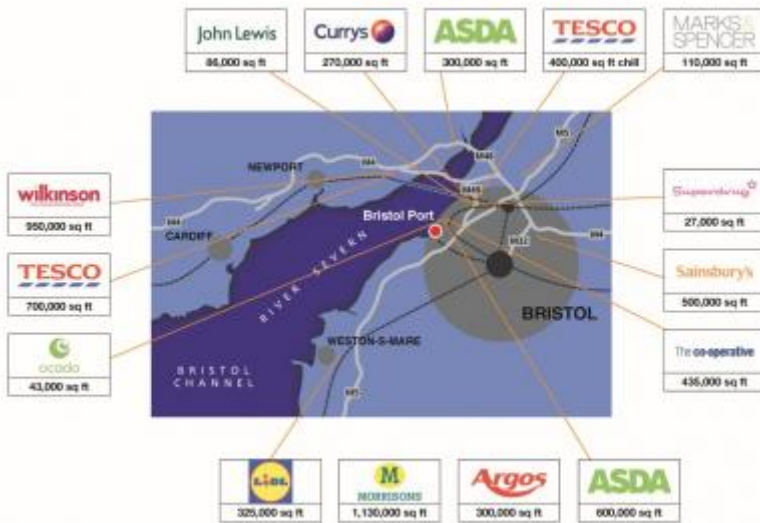 John Lewis
86,000 sq ft
Currys
270,000 sq ft
ASDA
300,000 sq ft
TESCO
400,000 sq ft chill
MARKS&
SPENCER
110,000 sq ft
wilkinson
950,000 sq ft
TESCO
700,000 sq ft
ocado
43,000 sq ft
M5
M4
M48
NEWPORT
M49
M4
CARDIFF
Bristol Port
M32
M4
RIVER SEVERN
BRISTOL
WESTON-S-MARE
BRISTOL
CHANNEL
M5
Superdrug
27,000 sq ft
Sainsbury's
500,000 sq ft
The co-operative
435,000 sq ft
LiDL
325,000 sq ft
M
MORRISONS
1,130,000 sq ft
Argos
300,000 sq ft
ASDA
600,000 sq ft